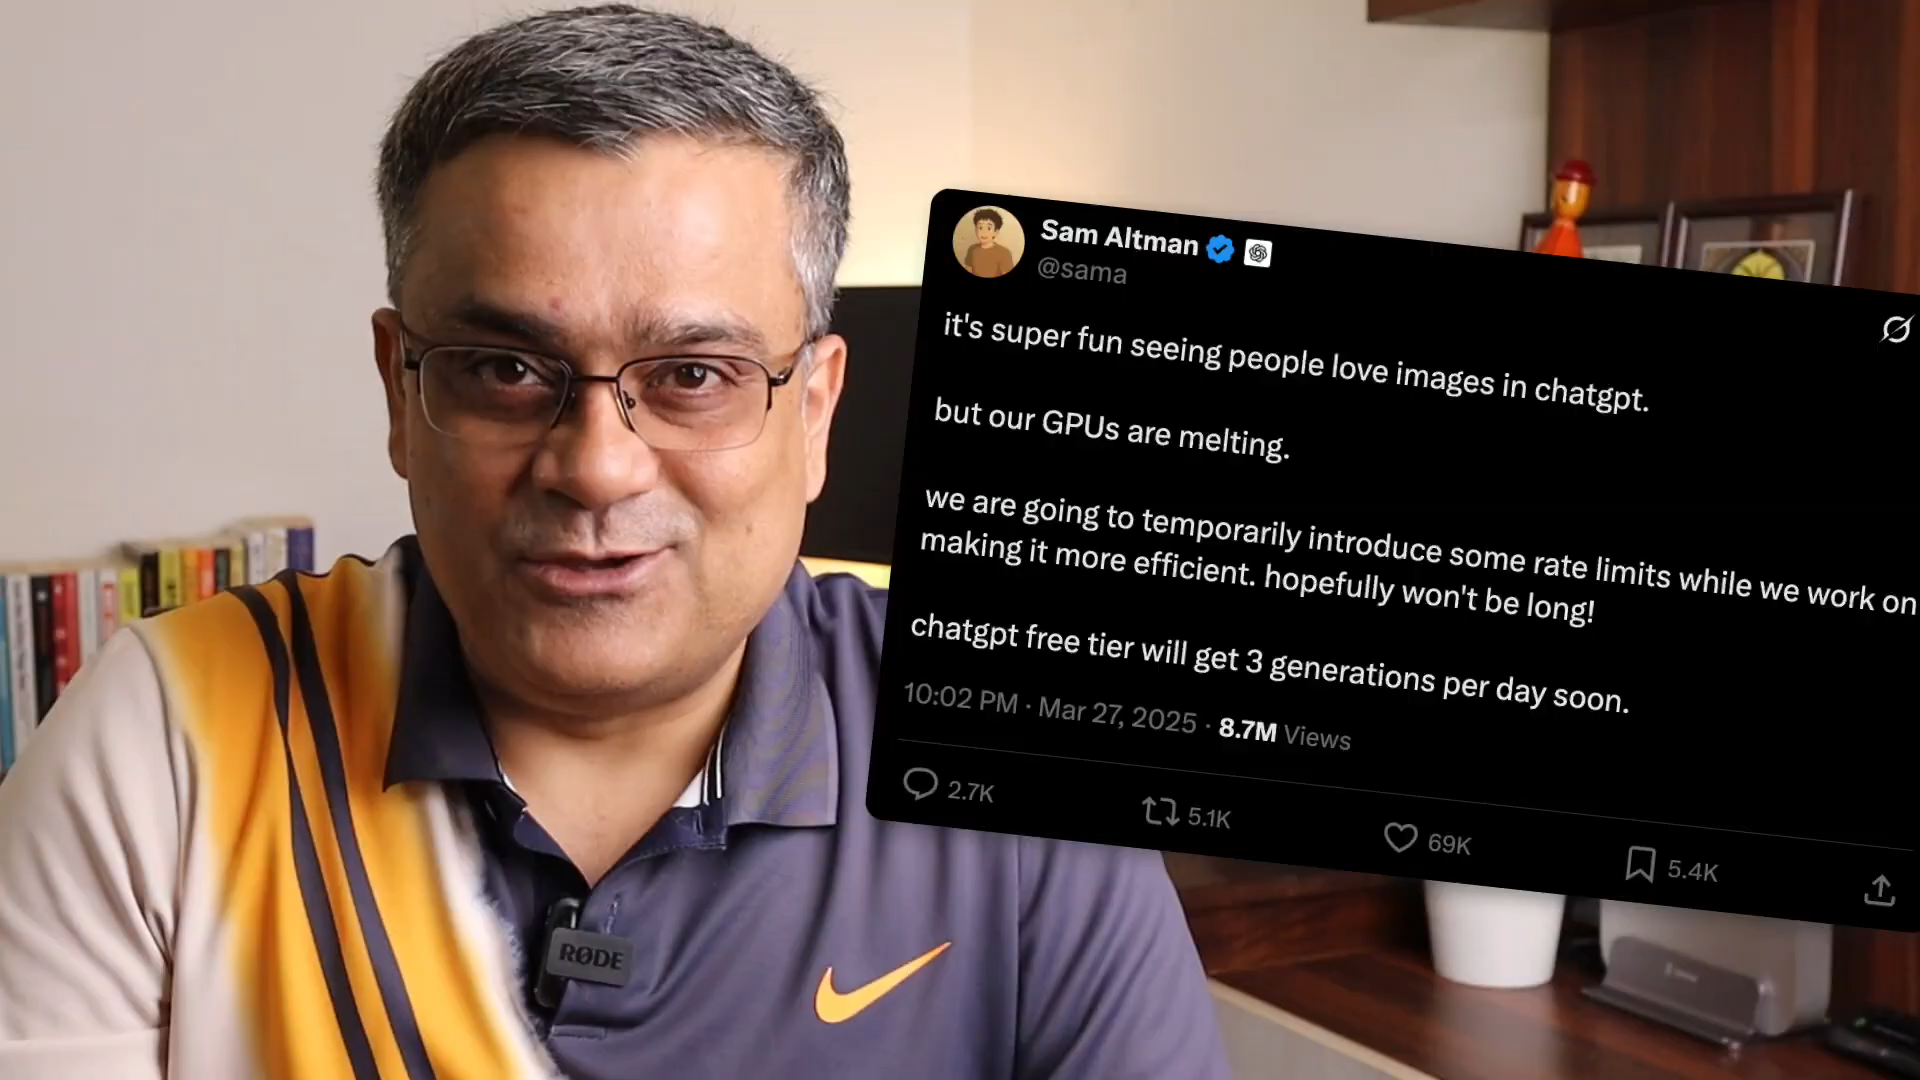 Sam Altman
@sama
it's super fun seeing people love images in chatgpt.
but our GPUs are melting.
we are going to temporarily introduce some rate limits while we work on
making it more efficient. hopefully won't be long!
chatgpt free tier will get 3 generations per day soon.
10:02 PM · Mar 27, 2025 · 8.7M Views
2.7K
5.1K
69K
5.4K
RØDE